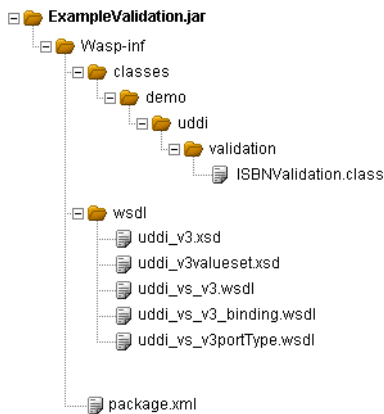 ExampleValidation.jar
Wasp-inf
classes
demo
uddi
validation
ISBNValidation.class
wsdl
uddi_v3.xsd
uddi_v3valueset.xsd
uddi_vs_v3.wsdl
uddi_vs_v3_binding.wsdl
uddi_vs_v3portType.wsdl
package.xml